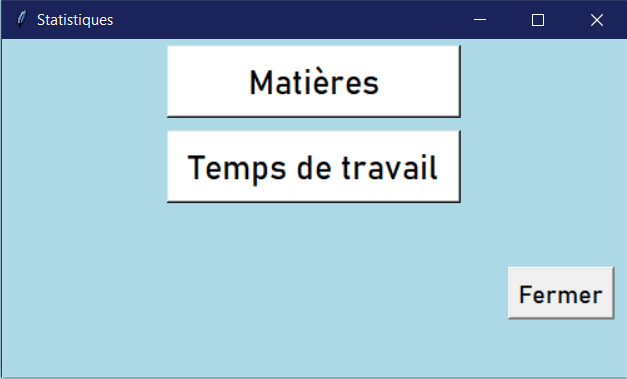 Statistiques
Matières
Temps de travail
Fermer